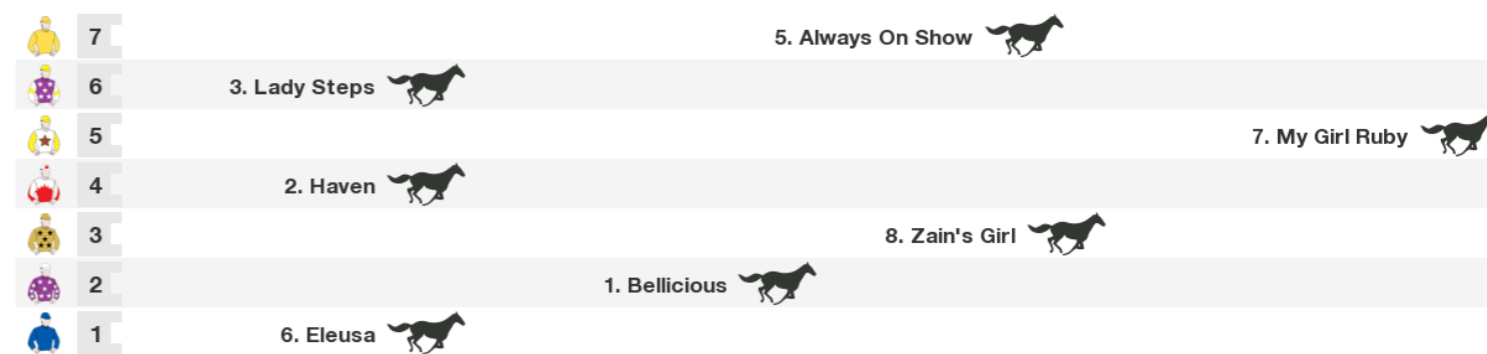 7 5. Always On Show
6 3. Lady Steps
5 7. My Girl Ruby
4 2. Haven
3 8. Zain's Girl
2 1. Bellicious
1 6. Eleusa